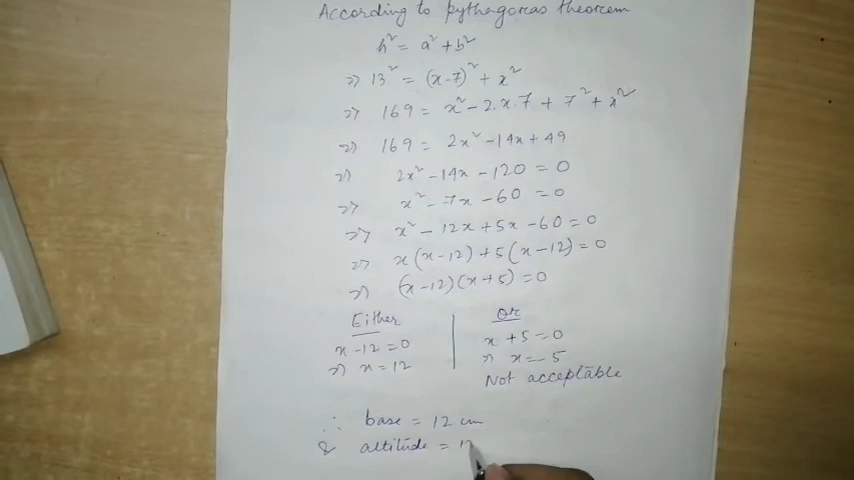 According to pythagoras theorem
h² = a² + b²
⇒ 13² = (x-7)² + x²
⇒ 169 = x² - 2.x.7 + 7² + x²
⇒ 169 = 2x² - 14x + 49
⇒ 2x² - 14x - 120 = 0
⇒ x² - 7x - 60 = 0
⇒ x² - 12x + 5x - 60 = 0
⇒ x(x-12) + 5(x-12) = 0
⇒ (x-12)(x+5) = 0
Either
x - 12 = 0
⇒ x = 12
Or
x + 5 = 0
⇒ x = -5
Not acceptable
∴ base = 12 cm
& altitude = 12